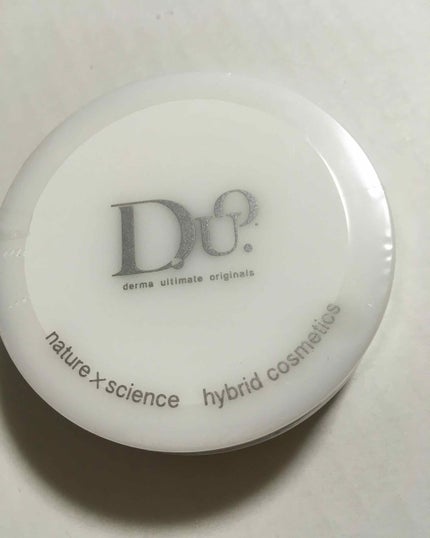 D.U.O.
derma ultimate originals
nature×science hybrid cosmetics